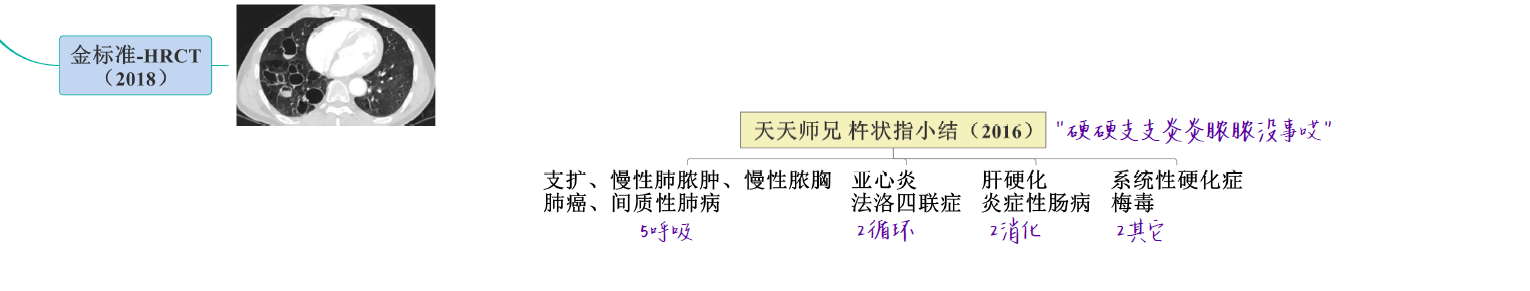 金标准-HRCT
（2018）
天天师兄 杵状指小结（2016）
"硬硬支支炎炎脓脓没事哎"
支扩、慢性肺脓肿、慢性脓胸
肺癌、间质性肺病
5呼吸
亚心炎
法洛四联症
2循环
肝硬化
炎症性肠病
2消化
系统性硬化症
梅毒
2其它